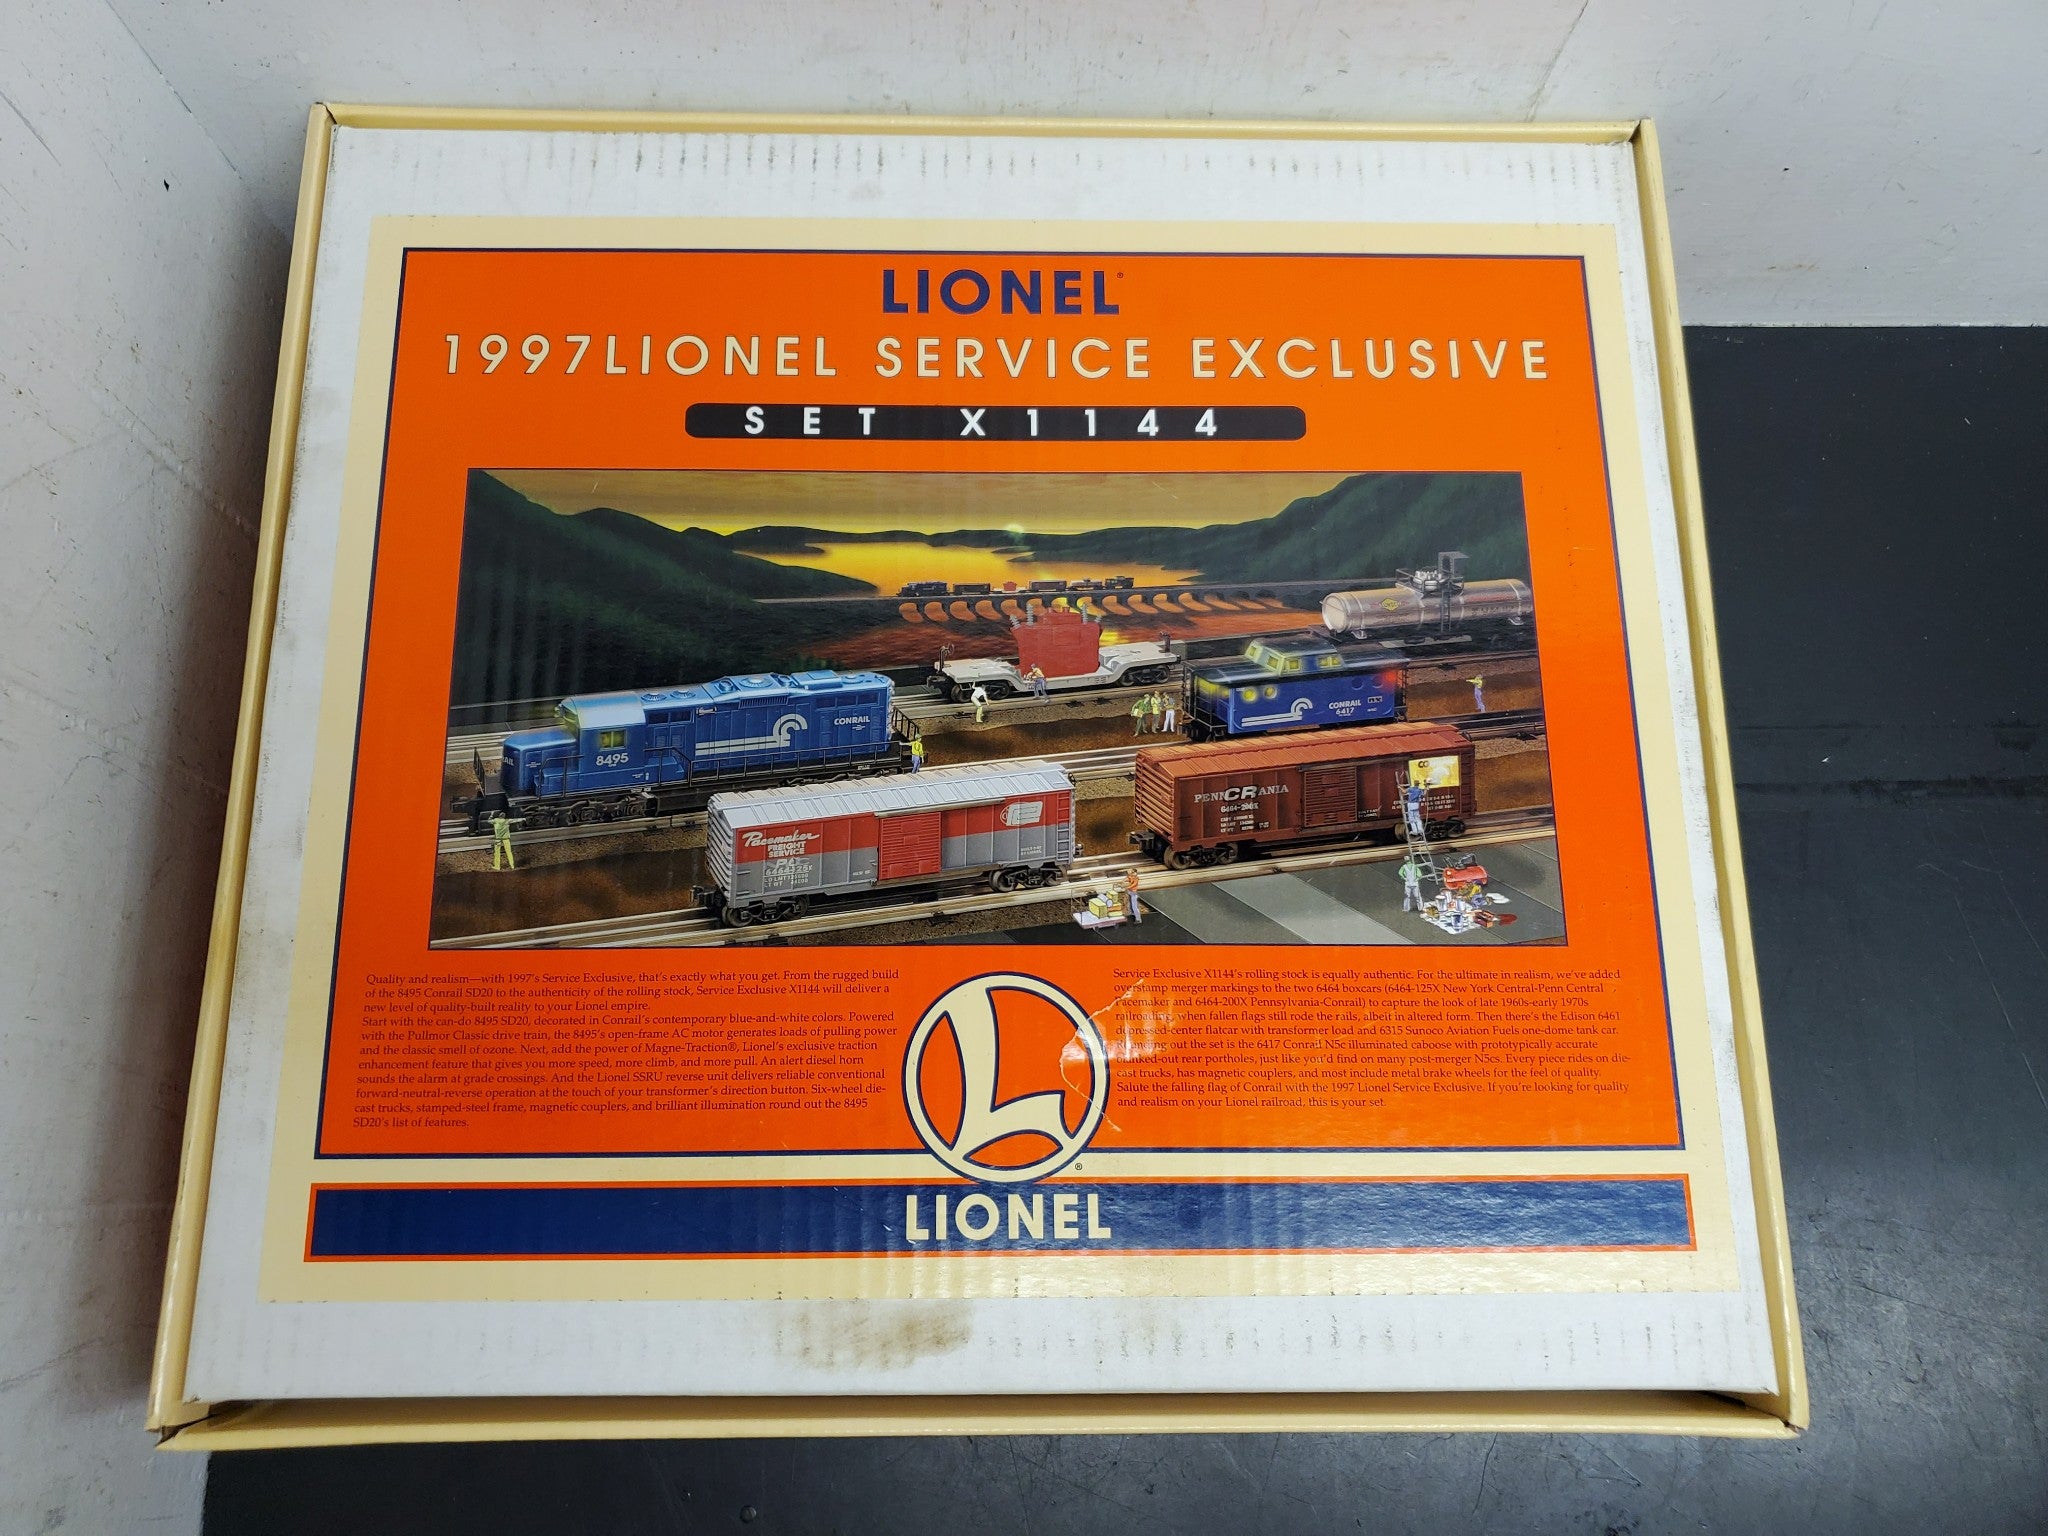 LIONEL®
1997 LIONEL SERVICE EXCLUSIVE
SET X1144
CONRAIL
8495
CONRAIL
6417
Pacemaker
FREIGHT
SERVICE
6464-125X
PENNCRANIA
6464-200X
Quality and realism—with 1997's Service Exclusive, that's exactly what you get. From the rugged build
of the 8495 Conrail SD20 to the authenticity of the rolling stock, Service Exclusive X1144 will deliver a
new level of quality-built reality to your Lionel empire.
Start with the can-do 8495 SD20, decorated in Conrail's contemporary blue-and-white colors. Powered
with the Pullmor Classic drive train, the 8495's open-frame AC motor generates loads of pulling power
and the classic smell of ozone. Next, add the power of Magne-Traction®, Lionel's exclusive traction
enhancement feature that gives you more speed, more climb, and more pull. An alert diesel horn
sounds the alarm at grade crossings. And the Lionel SSRU reverse unit delivers reliable conventional
forward-neutral-reverse operation at the touch of your transformer's direction button. Six-wheel die-
cast trucks, stamped-steel frame, magnetic couplers, and brilliant illumination round out the 8495
SD20's list of features.
Service Exclusive X1144's rolling stock is equally authentic. For the ultimate in realism, we've added
overstamp merger markings to the two 6464 boxcars (6464-125X New York Central-Penn Central
Pacemaker and 6464-200X Pennsylvania-Conrail) to capture the look of late 1960s-early 1970s
railroading, when fallen flags still rode the rails, albeit in altered form. Then there's the Edison 6461
depressed-center flatcar with transformer load and 6315 Sunoco Aviation Fuels one-dome tank car.
Rounding out the set is the 6417 Conrail N5c illuminated caboose with prototypically accurate
blanked-out rear portholes, just like you'd find on many post-merger N5cs. Every piece rides on die-
cast trucks, has magnetic couplers, and most include metal brake wheels for the feel of quality.
Salute the falling flag of Conrail with the 1997 Lionel Service Exclusive. If you're looking for quality
and realism on your Lionel railroad, this is your set.
L
®
LIONEL